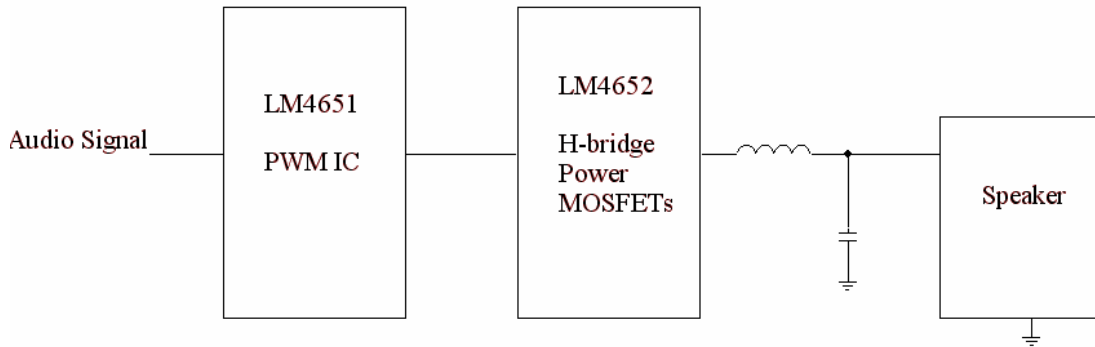 Audio Signal
LM4651
PWM IC
LM4652
H-bridge
Power
MOSFETs
Speaker